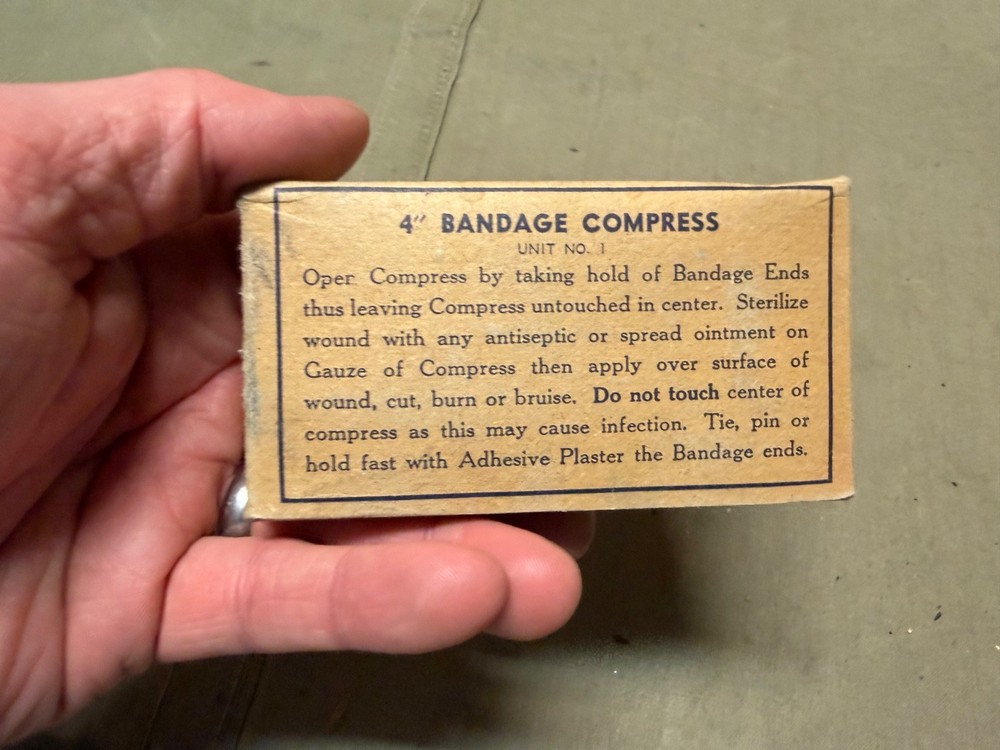 4″ BANDAGE COMPRESS
UNIT NO. 1
Open Compress by taking hold of Bandage Ends
thus leaving Compress untouched in center. Sterilize
wound with any antiseptic or spread ointment on
Gauze of Compress then apply over surface of
wound, cut, burn or bruise. Do not touch center of
compress as this may cause infection. Tie, pin or
hold fast with Adhesive Plaster the Bandage ends.